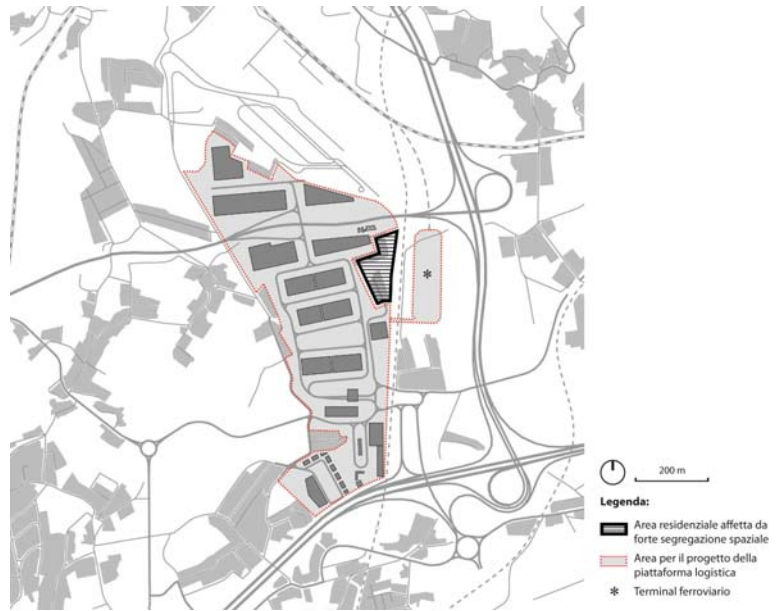 200 m
Legenda:
Area residenziale affetta da
forte segregazione spaziale
Area per il progetto della
piattaforma logistica
* Terminal ferroviario
*